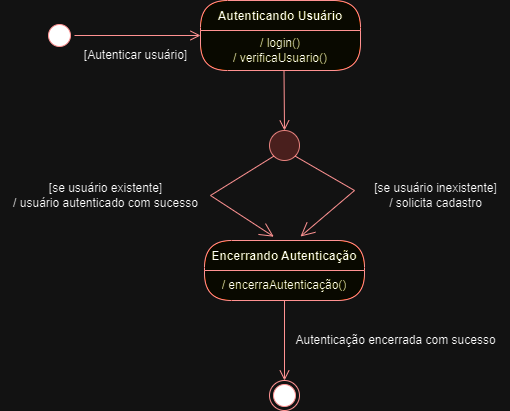 Autenticando Usuário
/ login()
/ verificaUsuario()
[Autenticar usuário]
[se usuário existente]
/ usuário autenticado com sucesso
[se usuário inexistente]
/ solicita cadastro
Encerrando Autenticação
/ encerraAutenticação()
Autenticação encerrada com sucesso